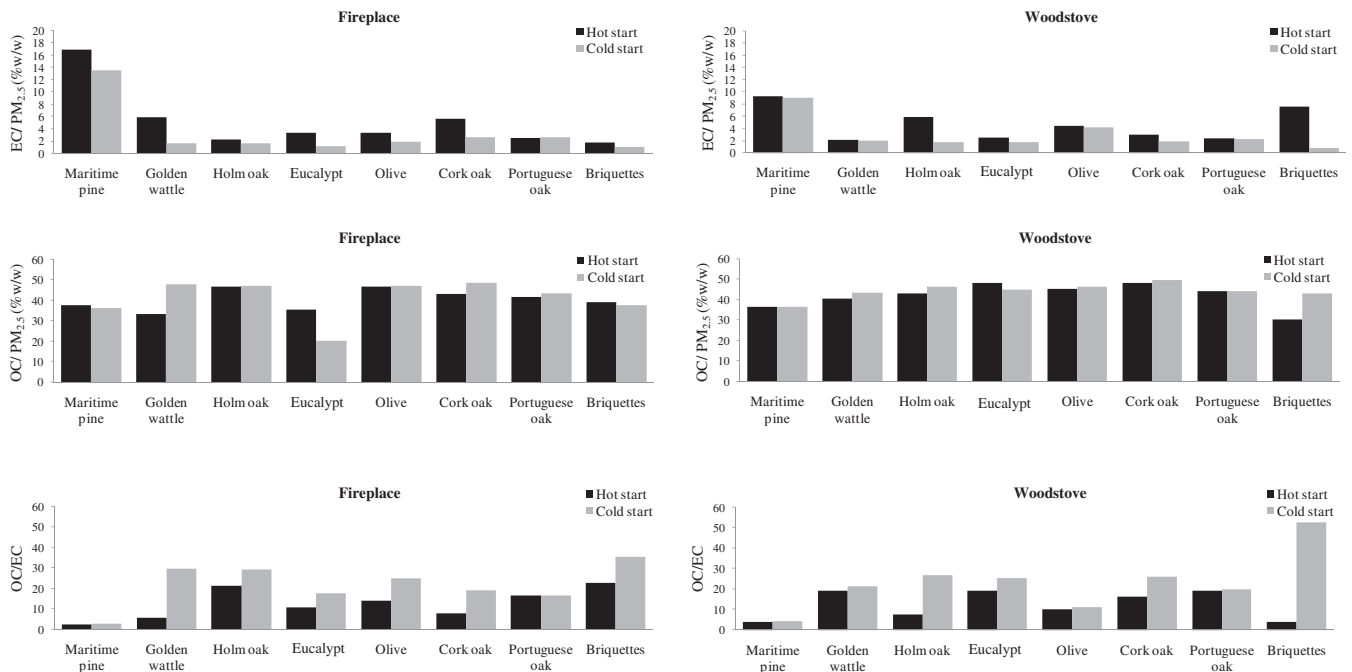 Fireplace
EC/ PM2.5 (%w/w)
20
18
16
14
12
10
8
6
4
2
0
Hot start
Cold start
Maritime pine
Golden wattle
Holm oak
Eucalypt
Olive
Cork oak
Portuguese oak
Briquettes
Woodstove
EC/ PM2.5 (%w/w)
20
18
16
14
12
10
8
6
4
2
0
Hot start
Cold start
Maritime pine
Golden wattle
Holm oak
Eucalypt
Olive
Cork oak
Portuguese oak
Briquettes
Fireplace
OC/ PM2.5 (%w/w)
60
50
40
30
20
10
0
Hot start
Cold start
Maritime pine
Golden wattle
Holm oak
Eucalypt
Olive
Cork oak
Portuguese oak
Briquettes
Woodstove
OC/ PM2.5 (%w/w)
60
50
40
30
20
10
0
Hot start
Cold start
Maritime pine
Golden wattle
Holm oak
Eucalypt
Olive
Cork oak
Portuguese oak
Briquettes
Fireplace
OC/EC
60
50
40
30
20
10
0
Hot start
Cold start
Maritime pine
Golden wattle
Holm oak
Eucalypt
Olive
Cork oak
Portuguese oak
Briquettes
Woodstove
OC/EC
60
50
40
30
20
10
0
Hot start
Cold start
Maritime pine
Golden wattle
Holm oak
Eucalypt
Olive
Cork oak
Portuguese oak
Briquettes